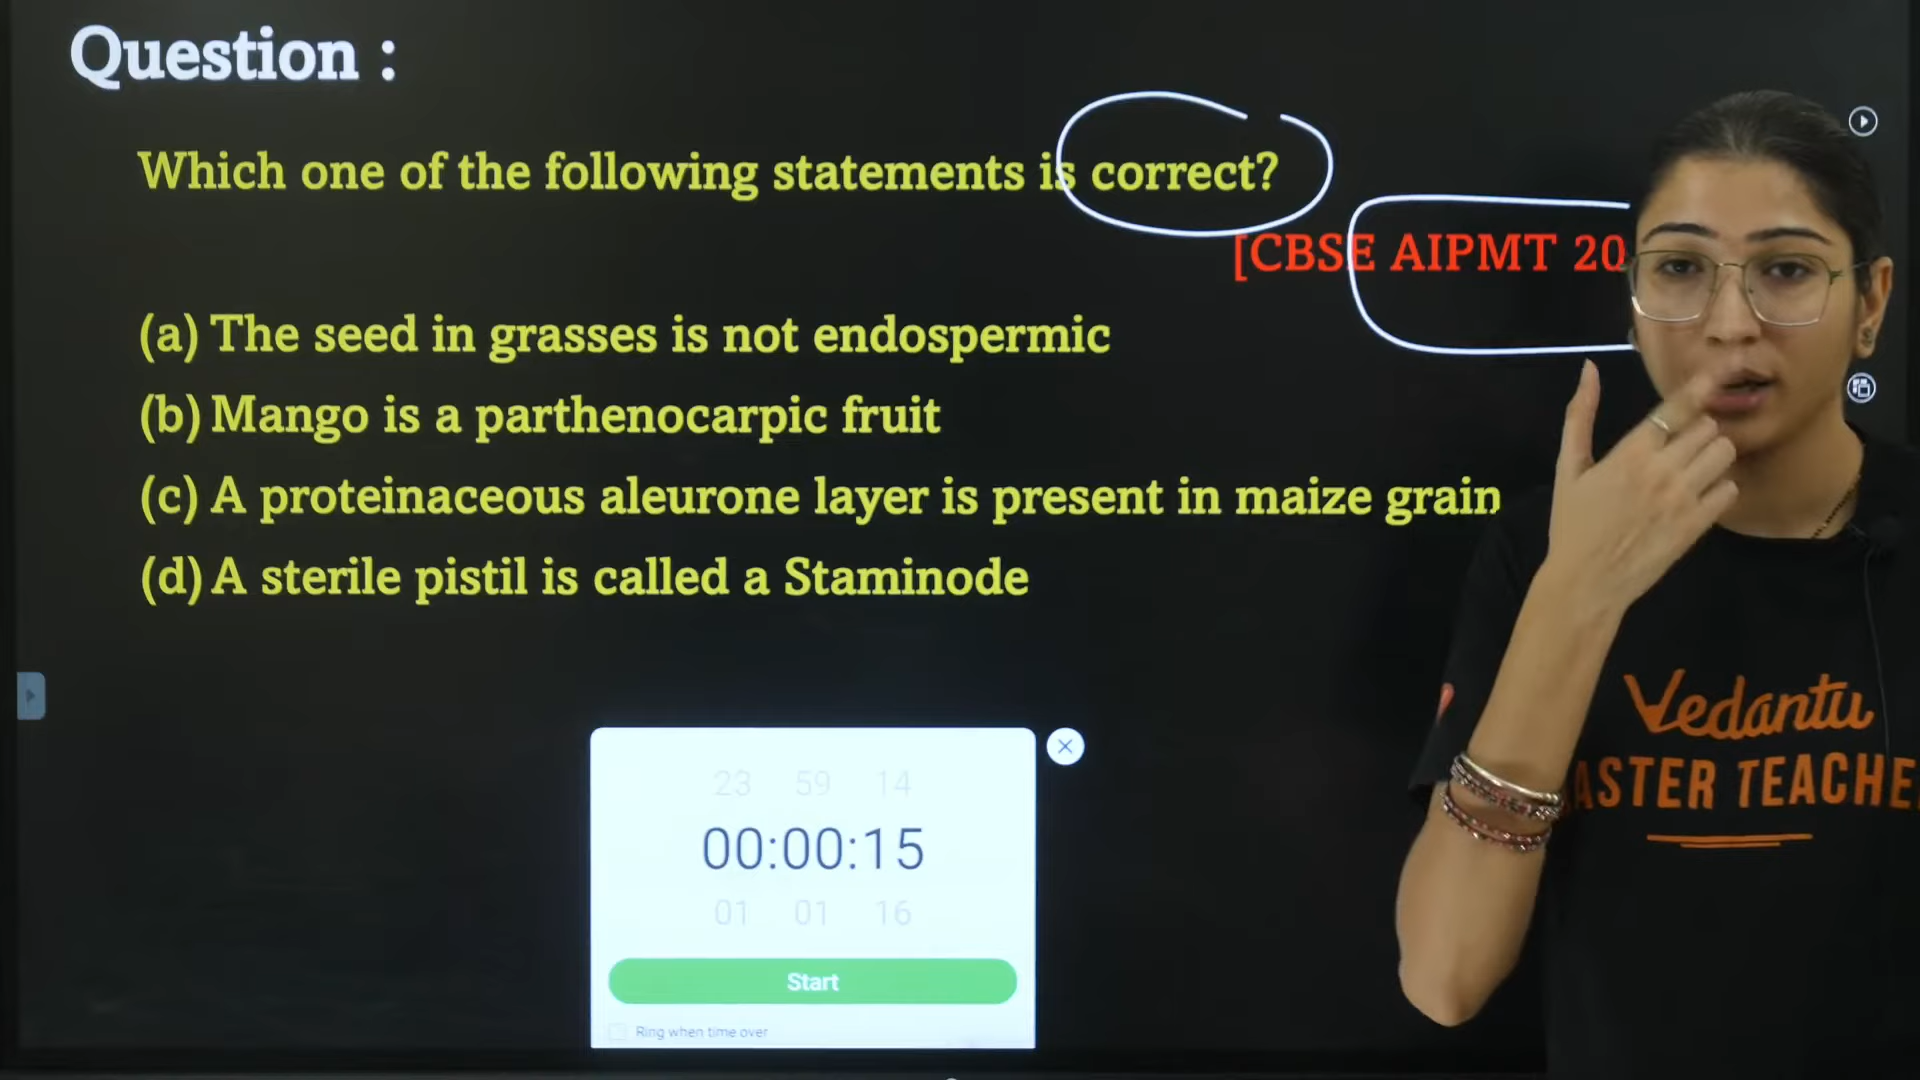 Question :
Which one of the following statements is correct?
[CBSE AIPMT 20
(a) The seed in grasses is not endospermic
(b) Mango is a parthenocarpic fruit
(c) A proteinaceous aleurone layer is present in maize grain
(d) A sterile pistil is called a Staminode
Vedantu
ASTER TEACHE
23 59 14
00:00:15
01 01 16
Start
Ring when time over